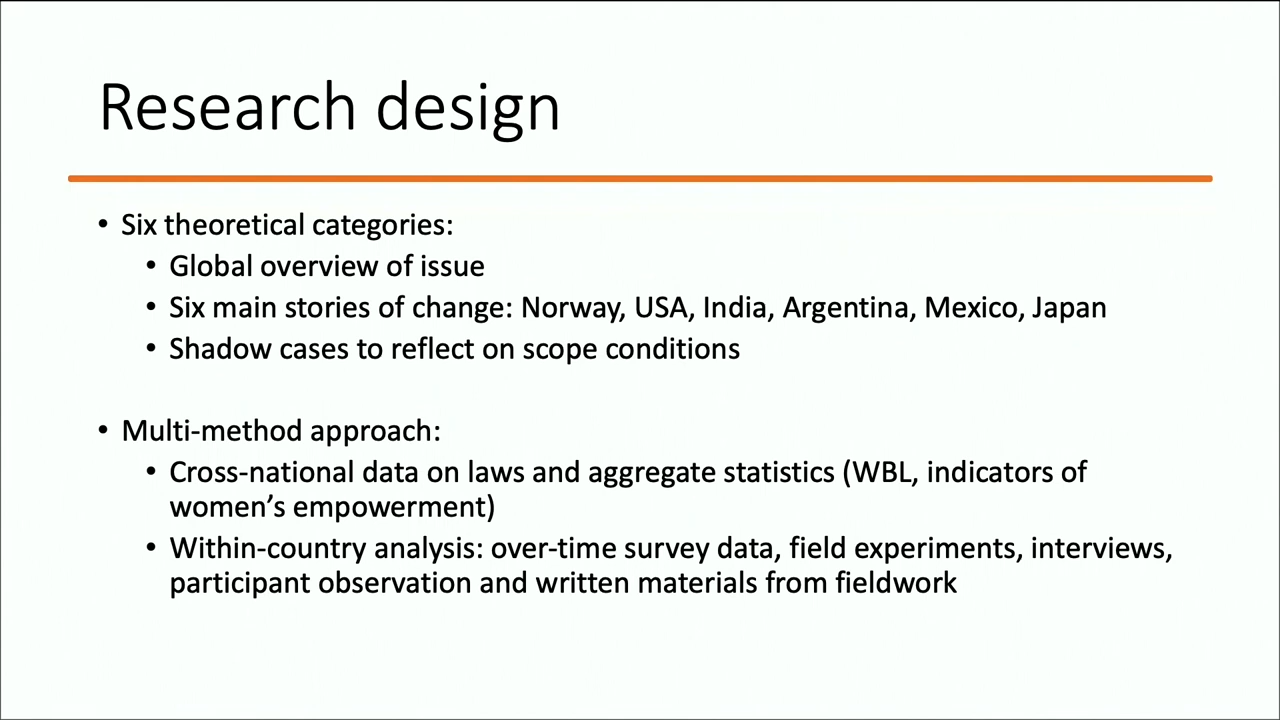 Research design
• Six theoretical categories:
• Global overview of issue
• Six main stories of change: Norway, USA, India, Argentina, Mexico, Japan
• Shadow cases to reflect on scope conditions
• Multi-method approach:
• Cross-national data on laws and aggregate statistics (WBL, indicators of
women’s empowerment)
• Within-country analysis: over-time survey data, field experiments, interviews,
participant observation and written materials from fieldwork